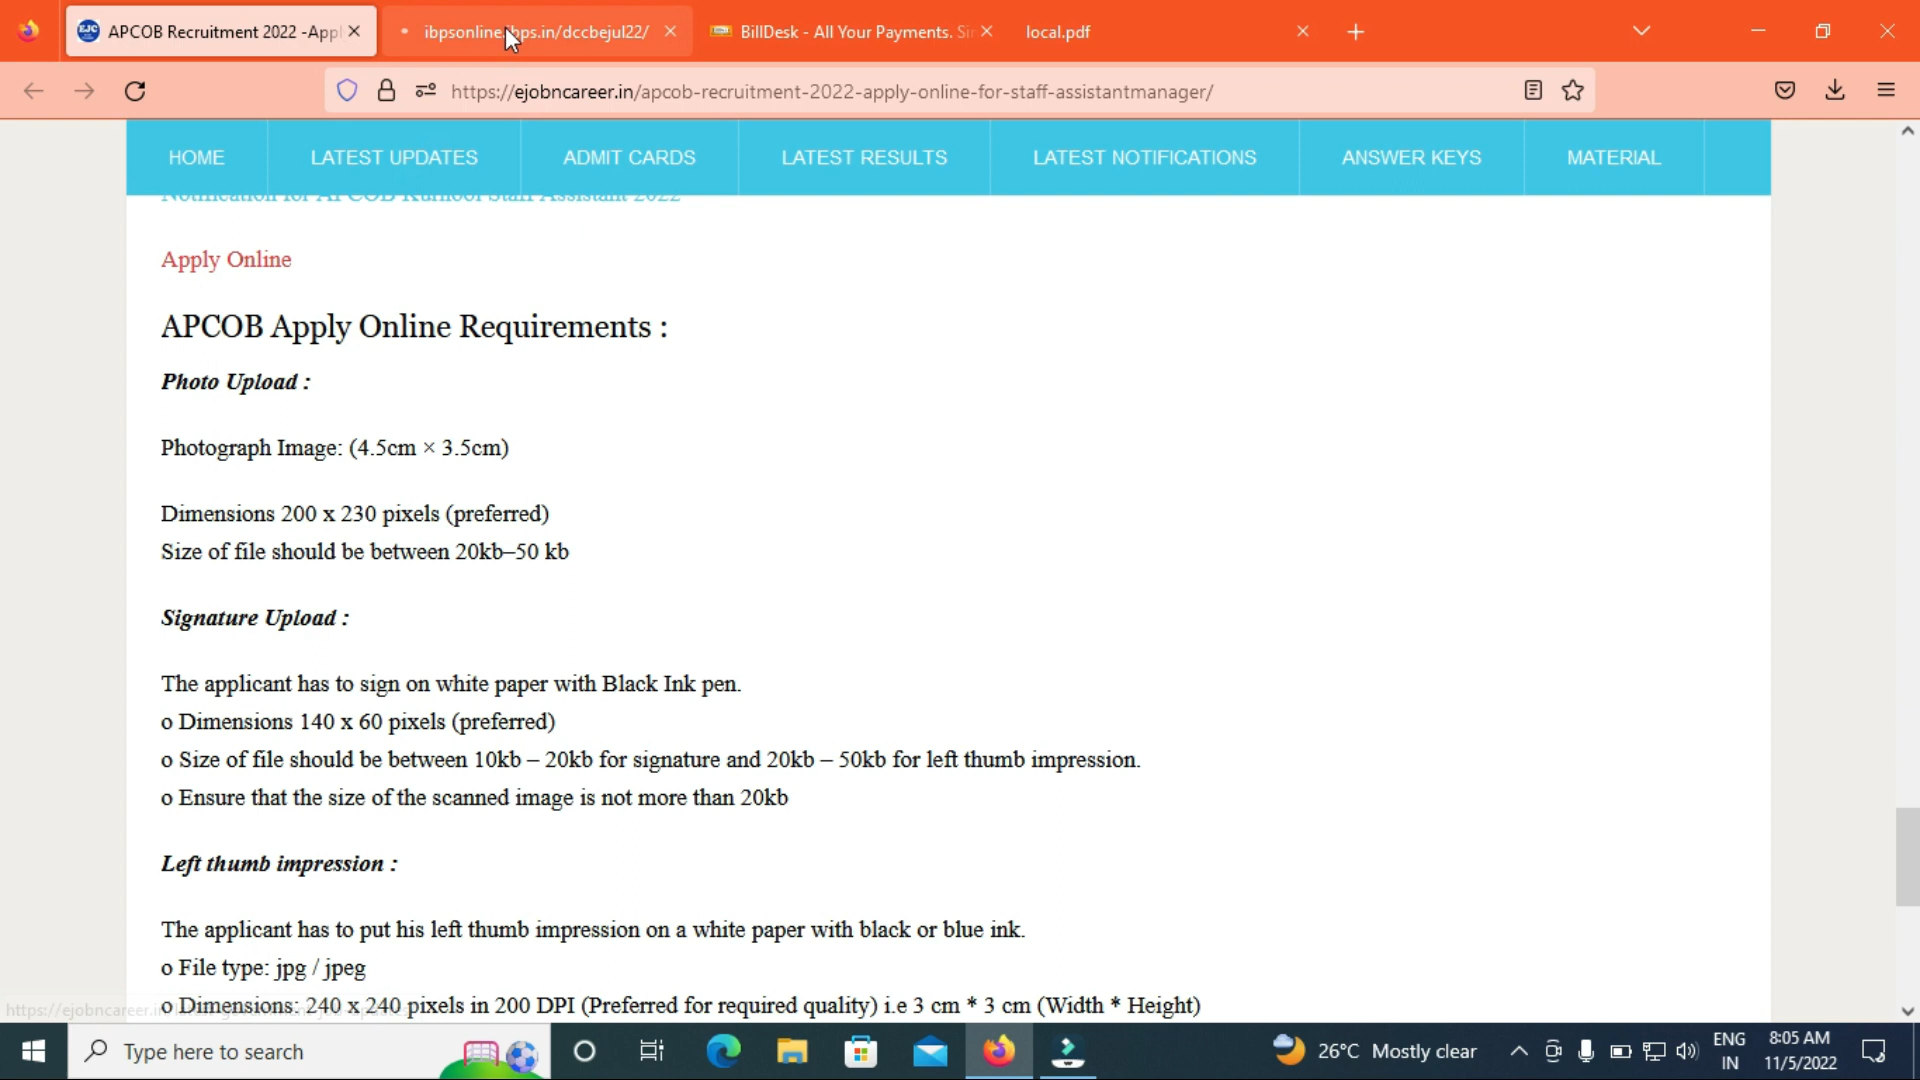 APCOB Recruitment 2022 -Appl
ibpsonline.ibps.in/dccbejul22/
BillDesk - All Your Payments. Sin
local.pdf
https://ejobncareer.in/apcob-recruitment-2022-apply-online-for-staff-assistantmanager/
HOME
LATEST UPDATES
ADMIT CARDS
LATEST RESULTS
LATEST NOTIFICATIONS
ANSWER KEYS
MATERIAL
Notification for APCOB Kurnool Staff Assistant 2022
Apply Online
APCOB Apply Online Requirements :
Photo Upload :
Photograph Image: (4.5cm × 3.5cm)
Dimensions 200 x 230 pixels (preferred)
Size of file should be between 20kb–50 kb
Signature Upload :
The applicant has to sign on white paper with Black Ink pen.
o Dimensions 140 x 60 pixels (preferred)
o Size of file should be between 10kb – 20kb for signature and 20kb – 50kb for left thumb impression.
o Ensure that the size of the scanned image is not more than 20kb
Left thumb impression :
The applicant has to put his left thumb impression on a white paper with black or blue ink.
o File type: jpg / jpeg
o Dimensions: 240 x 240 pixels in 200 DPI (Preferred for required quality) i.e 3 cm * 3 cm (Width * Height)
Type here to search
26°C Mostly clear
ENG
IN
8:05 AM
11/5/2022